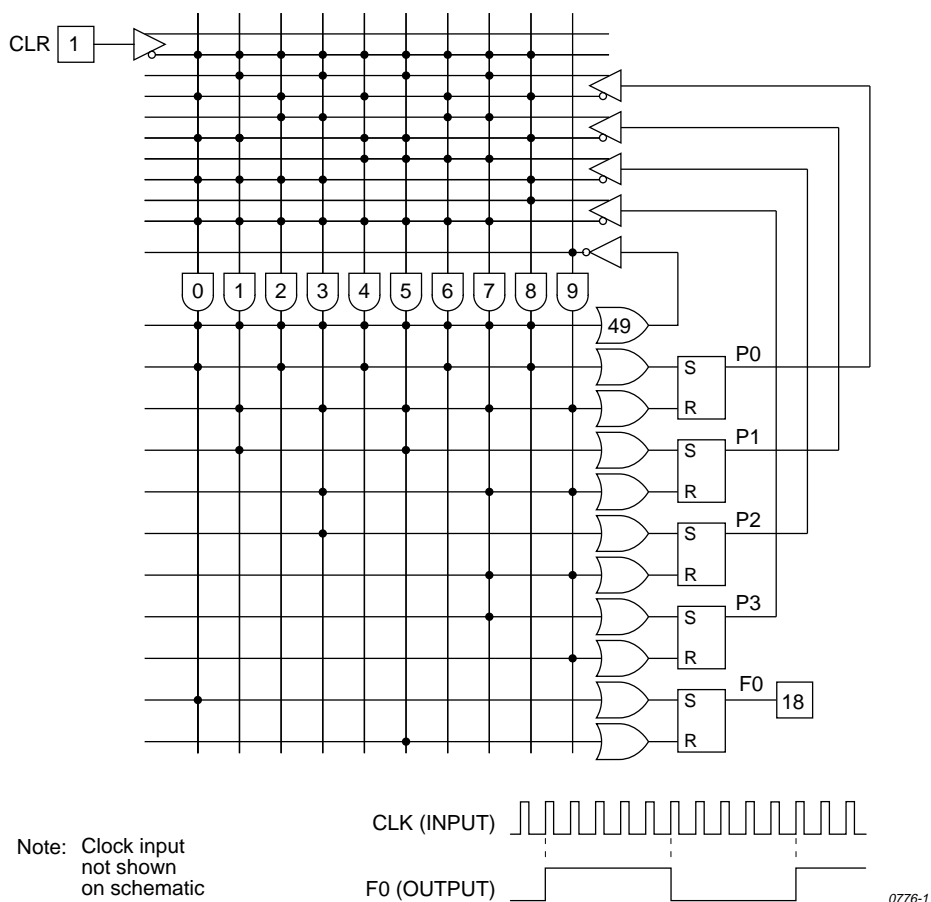 CLR 1
0 1 2 3 4 5 6 7 8 9
49
P0
S
R
P1
S
R
P2
S
R
P3
S
R
F0
S 18
R
CLK (INPUT)
Note: Clock input
not shown
on schematic
F0 (OUTPUT)
0776-1